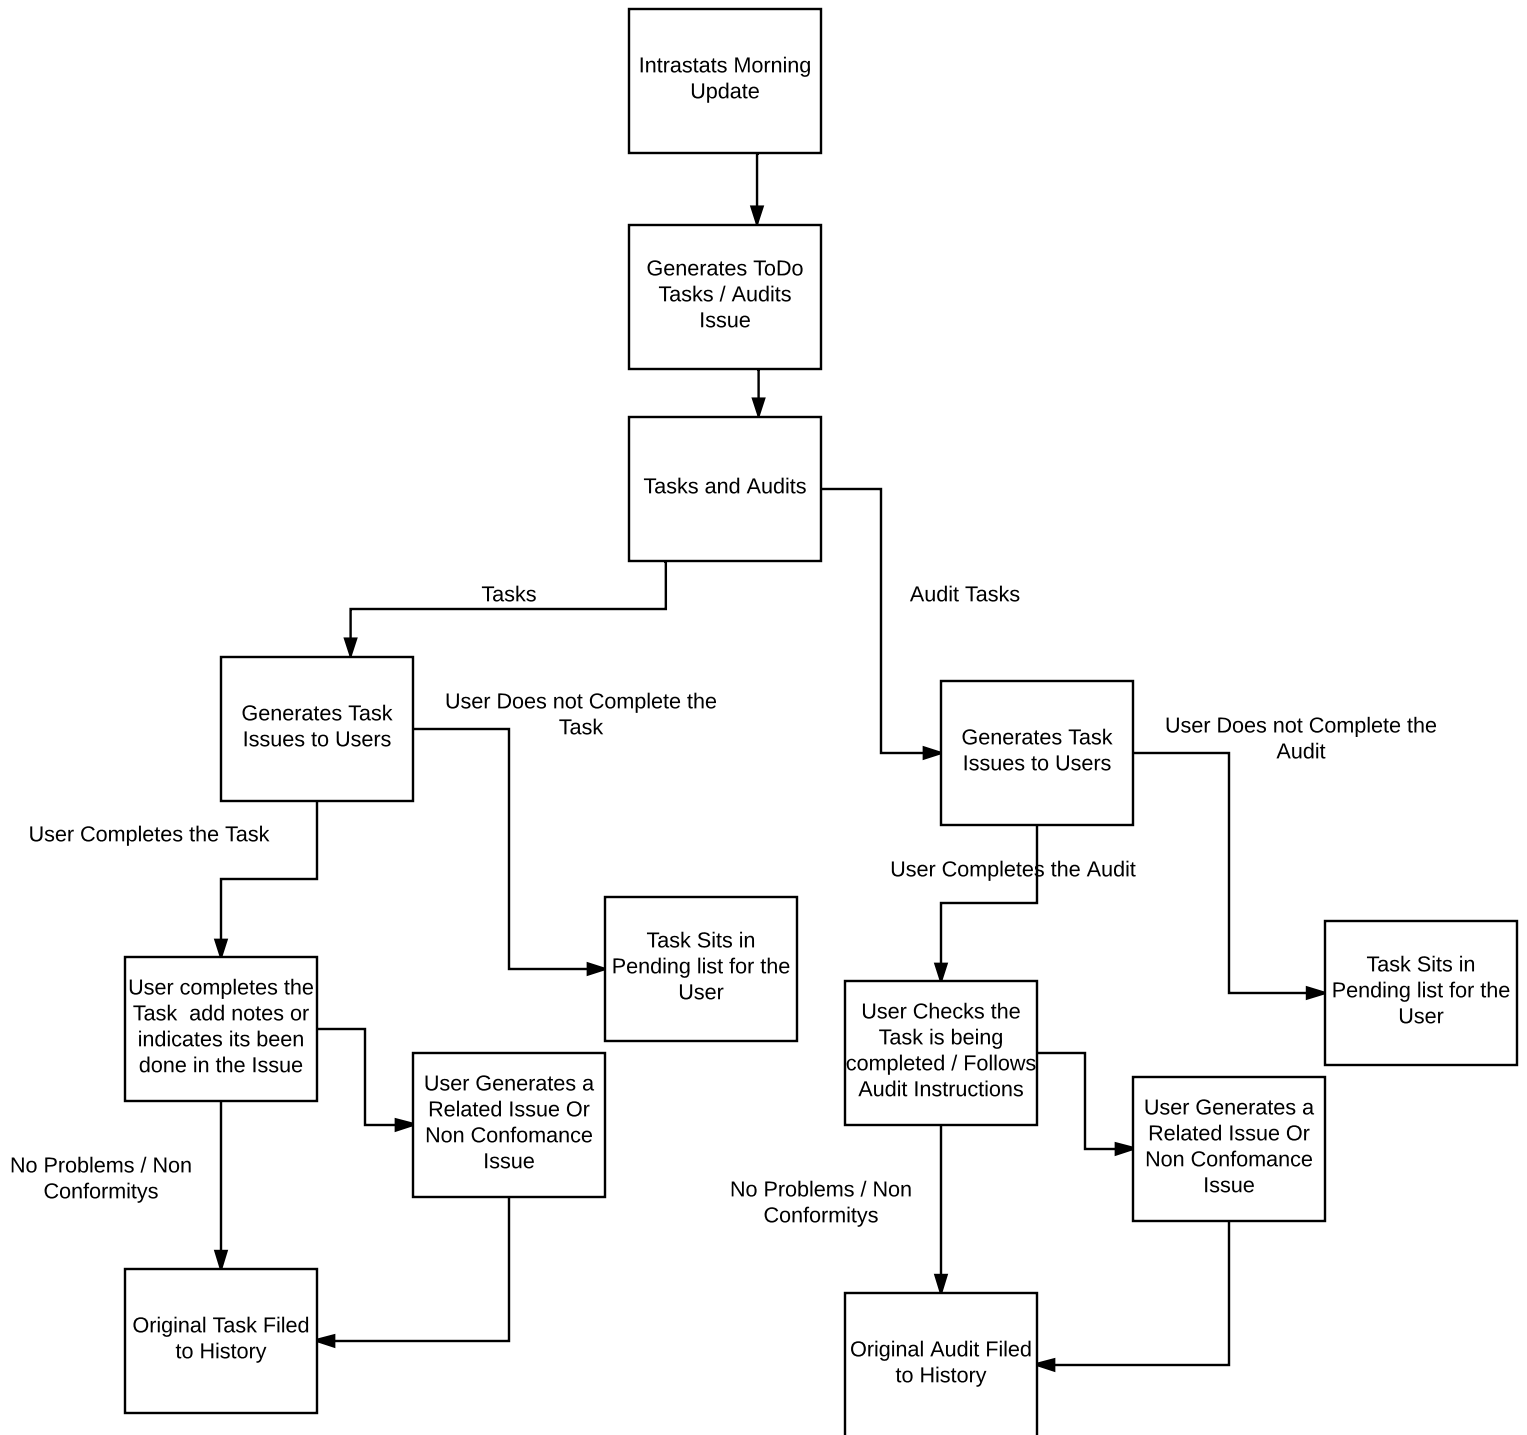 Intrastats Morning
Update
Generates ToDo
Tasks / Audits
Issue
Tasks and Audits
Tasks
Audit Tasks
Generates Task
Issues to Users
User Does not Complete the
Task
Generates Task
Issues to Users
User Does not Complete the
Audit
User Completes the Task
User Completes the Audit
Task Sits in
Pending list for the
User
Task Sits in
Pending list for the
User
User completes the
Task  add notes or
indicates its been
done in the Issue
User Checks the
Task is being
completed / Follows
Audit Instructions
User Generates a
Related Issue Or
Non Confomance
Issue
User Generates a
Related Issue Or
Non Confomance
Issue
No Problems / Non
Conformitys
No Problems / Non
Conformitys
Original Task Filed
to History
Original Audit Filed
to History